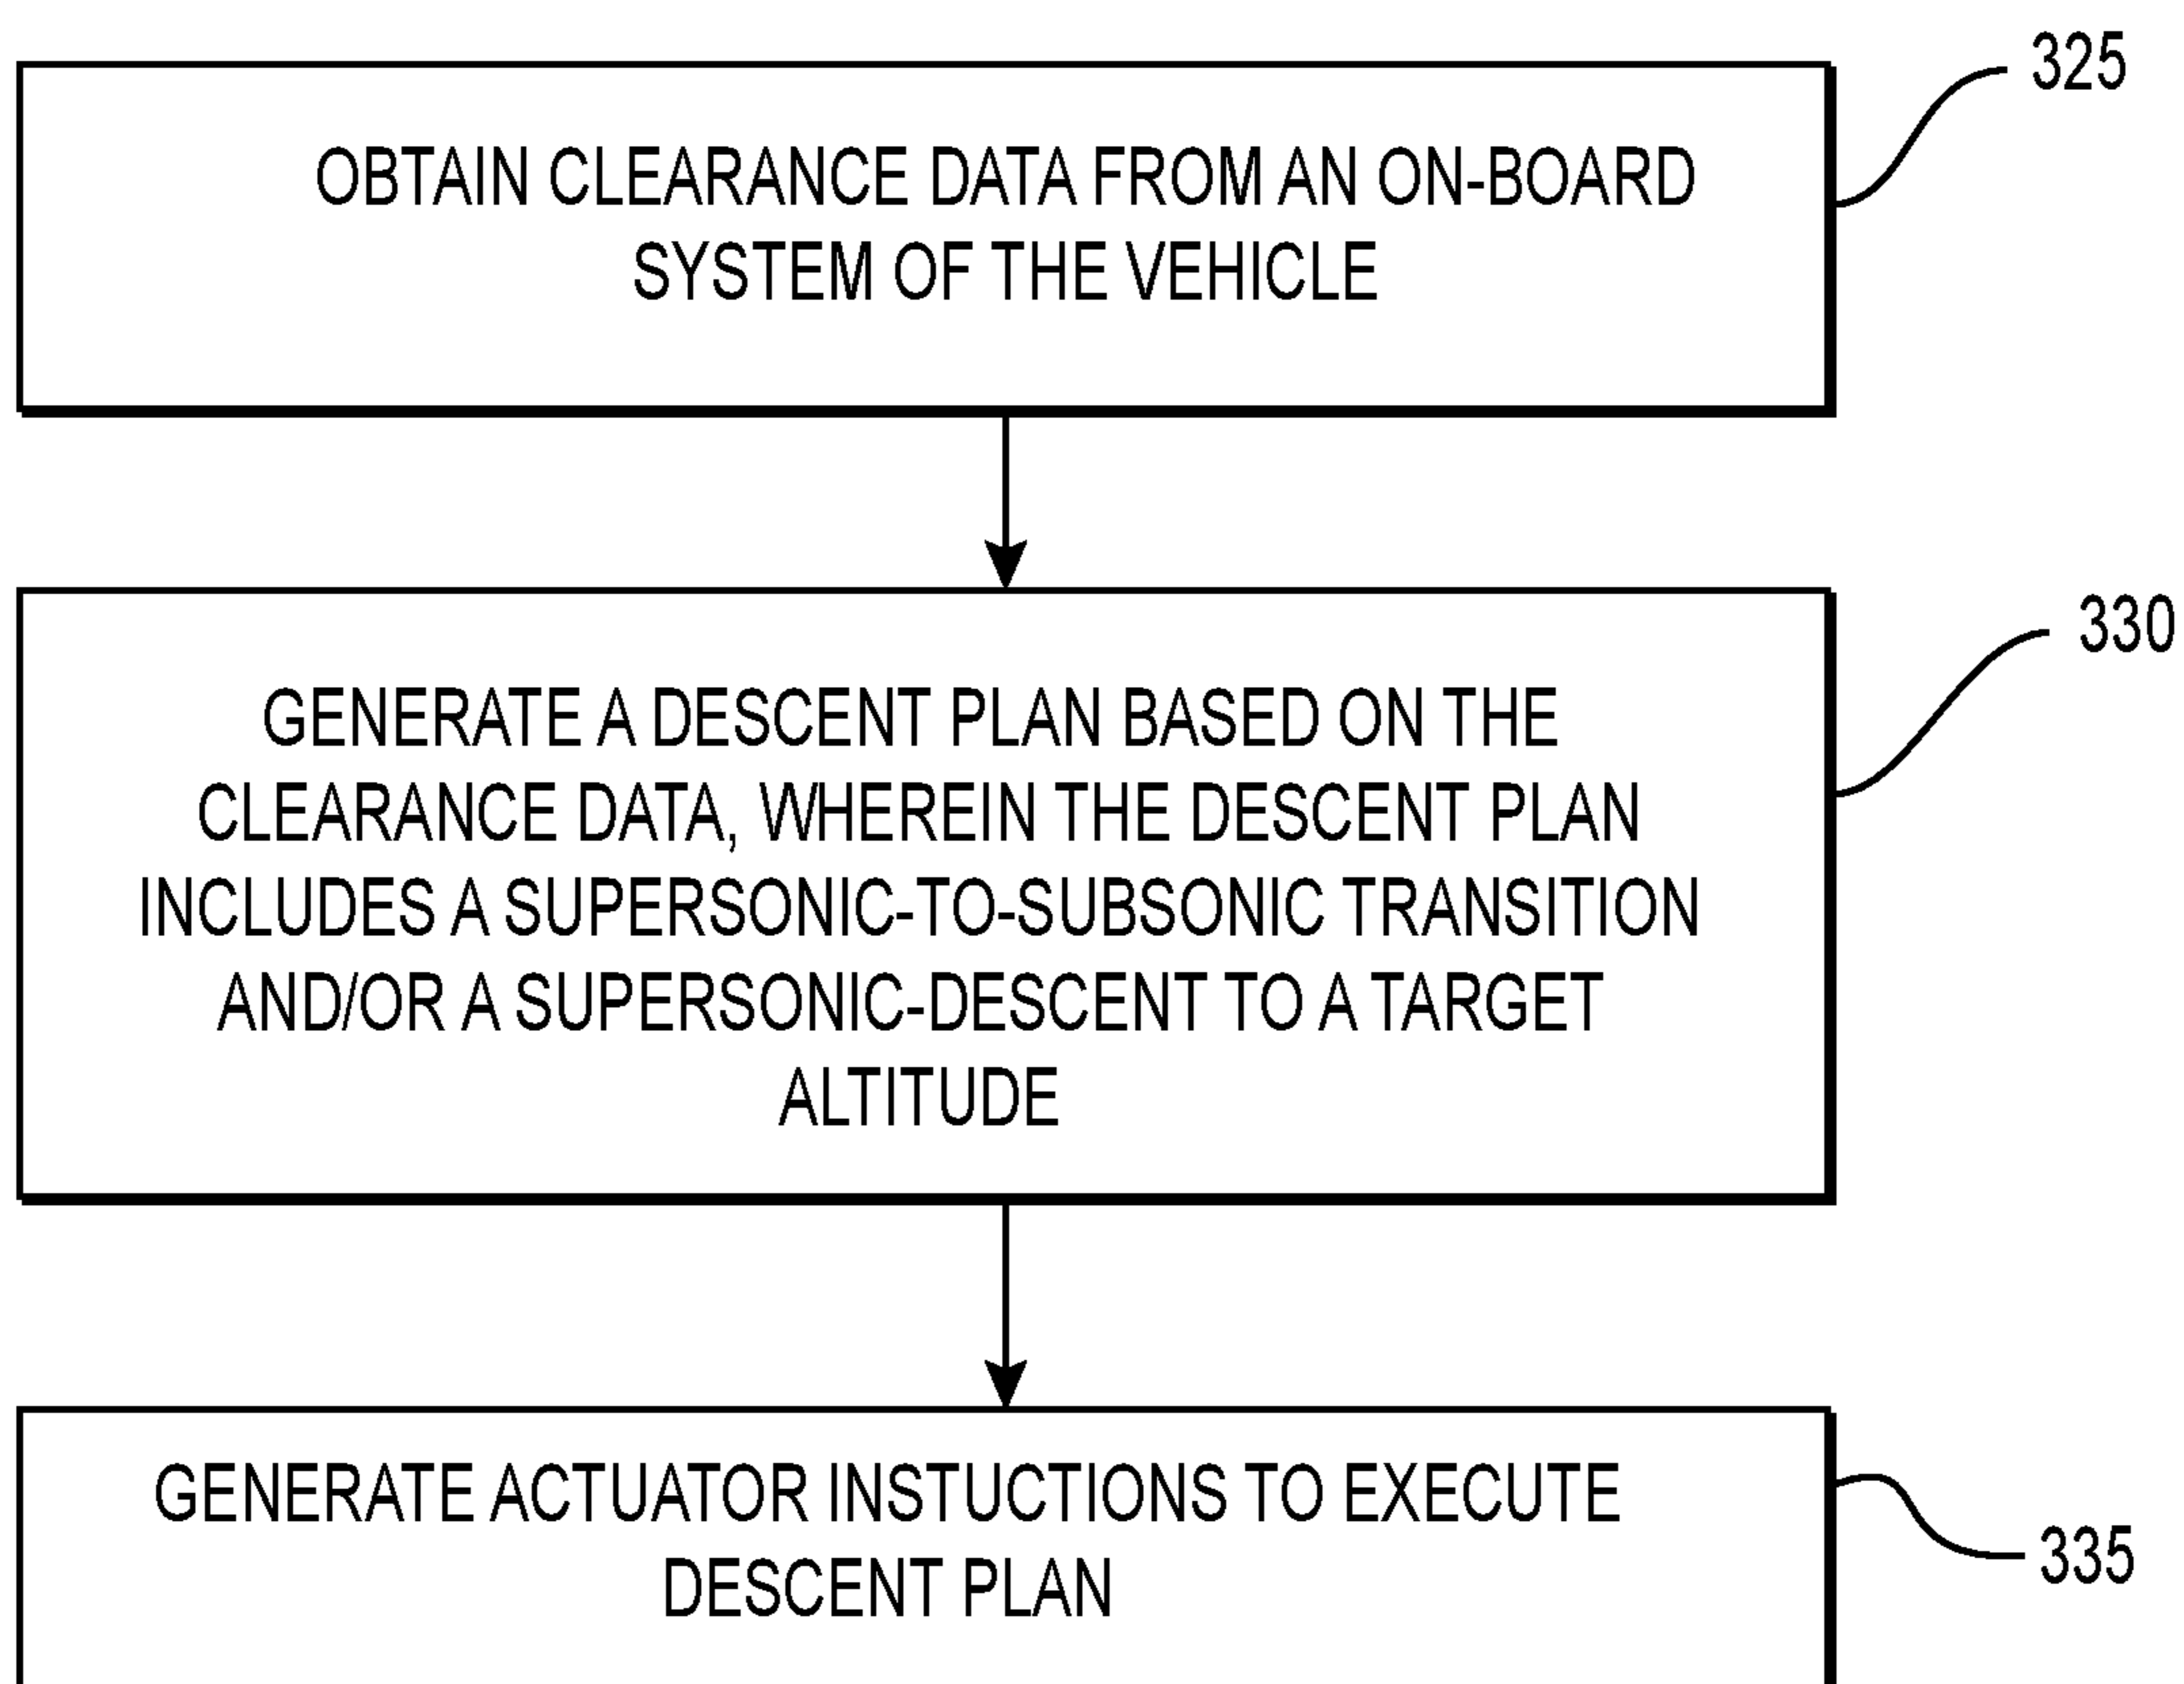 325
OBTAIN CLEARANCE DATA FROM AN ON-BOARD
SYSTEM OF THE VEHICLE
330
GENERATE A DESCENT PLAN BASED ON THE
CLEARANCE DATA, WHEREIN THE DESCENT PLAN
INCLUDES A SUPERSONIC-TO-SUBSONIC TRANSITION
AND/OR A SUPERSONIC-DESCENT TO A TARGET
ALTITUDE
GENERATE ACTUATOR INSTUCTIONS TO EXECUTE
DESCENT PLAN
335